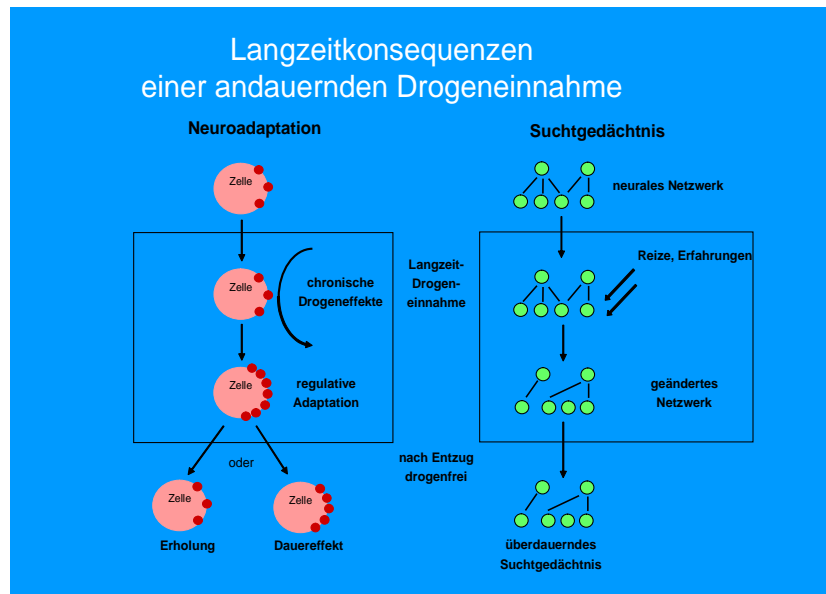 Langzeitkonsequenzen
einer andauernden Drogeneinnahme
Neuroadaptation
Suchtgedächtnis
Zelle
neurales Netzwerk
Zelle
chronische
Drogeneffekte
Langzeit-
Drogen-
einnahme
Reize, Erfahrungen
Zelle
regulative
Adaptation
geändertes
Netzwerk
oder
nach Entzug
drogenfrei
Zelle
Zelle
Erholung
Dauereffekt
überdauerndes
Suchtgedächtnis